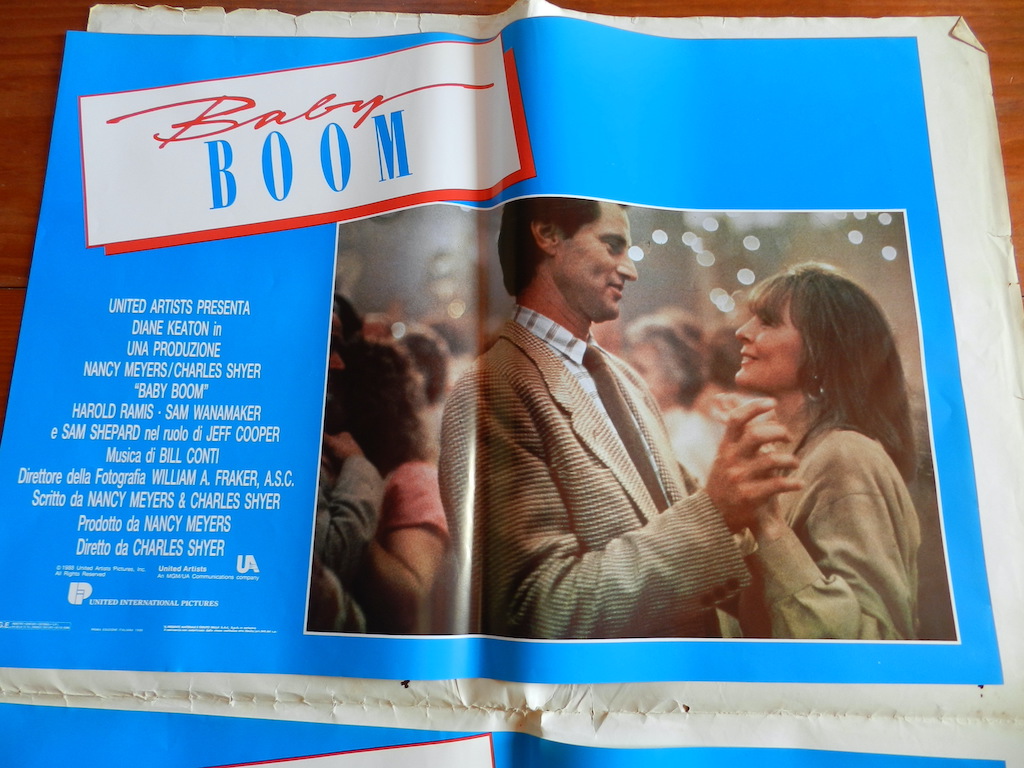 Baby
BOOM
UNITED ARTISTS PRESENTA
DIANE KEATON in
UNA PRODUZIONE
NANCY MEYERS/CHARLES SHYER
"BABY BOOM"
HAROLD RAMIS · SAM WANAMAKER
e SAM SHEPARD nel ruolo di JEFF COOPER
Musica di BILL CONTI
Direttore della Fotografia WILLIAM A. FRAKER, A.S.C.
Scritto da NANCY MEYERS & CHARLES SHYER
Prodotto da NANCY MEYERS
Diretto da CHARLES SHYER
© 1988 United Artists Pictures, Inc.
All Rights Reserved
United Artists
An MGM/UA Communications company
UA
UNITED INTERNATIONAL PICTURES